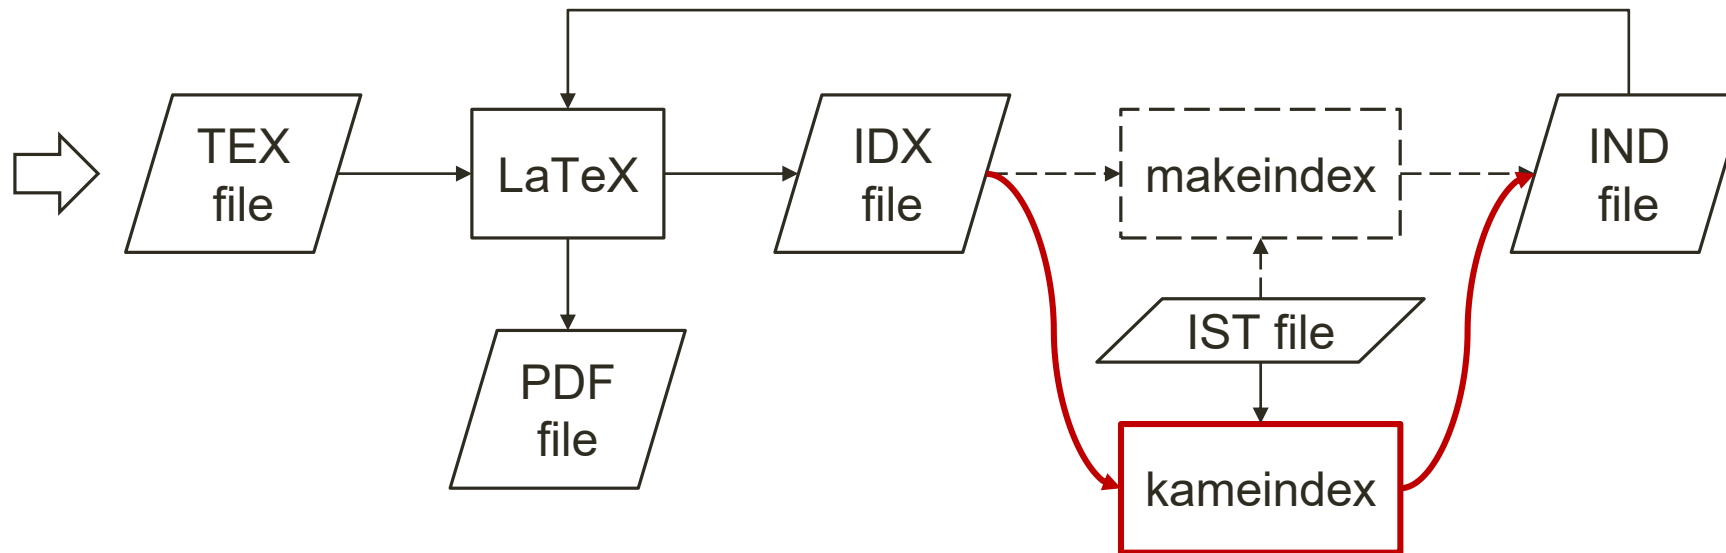 TEX
file
LaTeX
IDX
file
makeindex
IND
file
IST file
PDF
file
kameindex